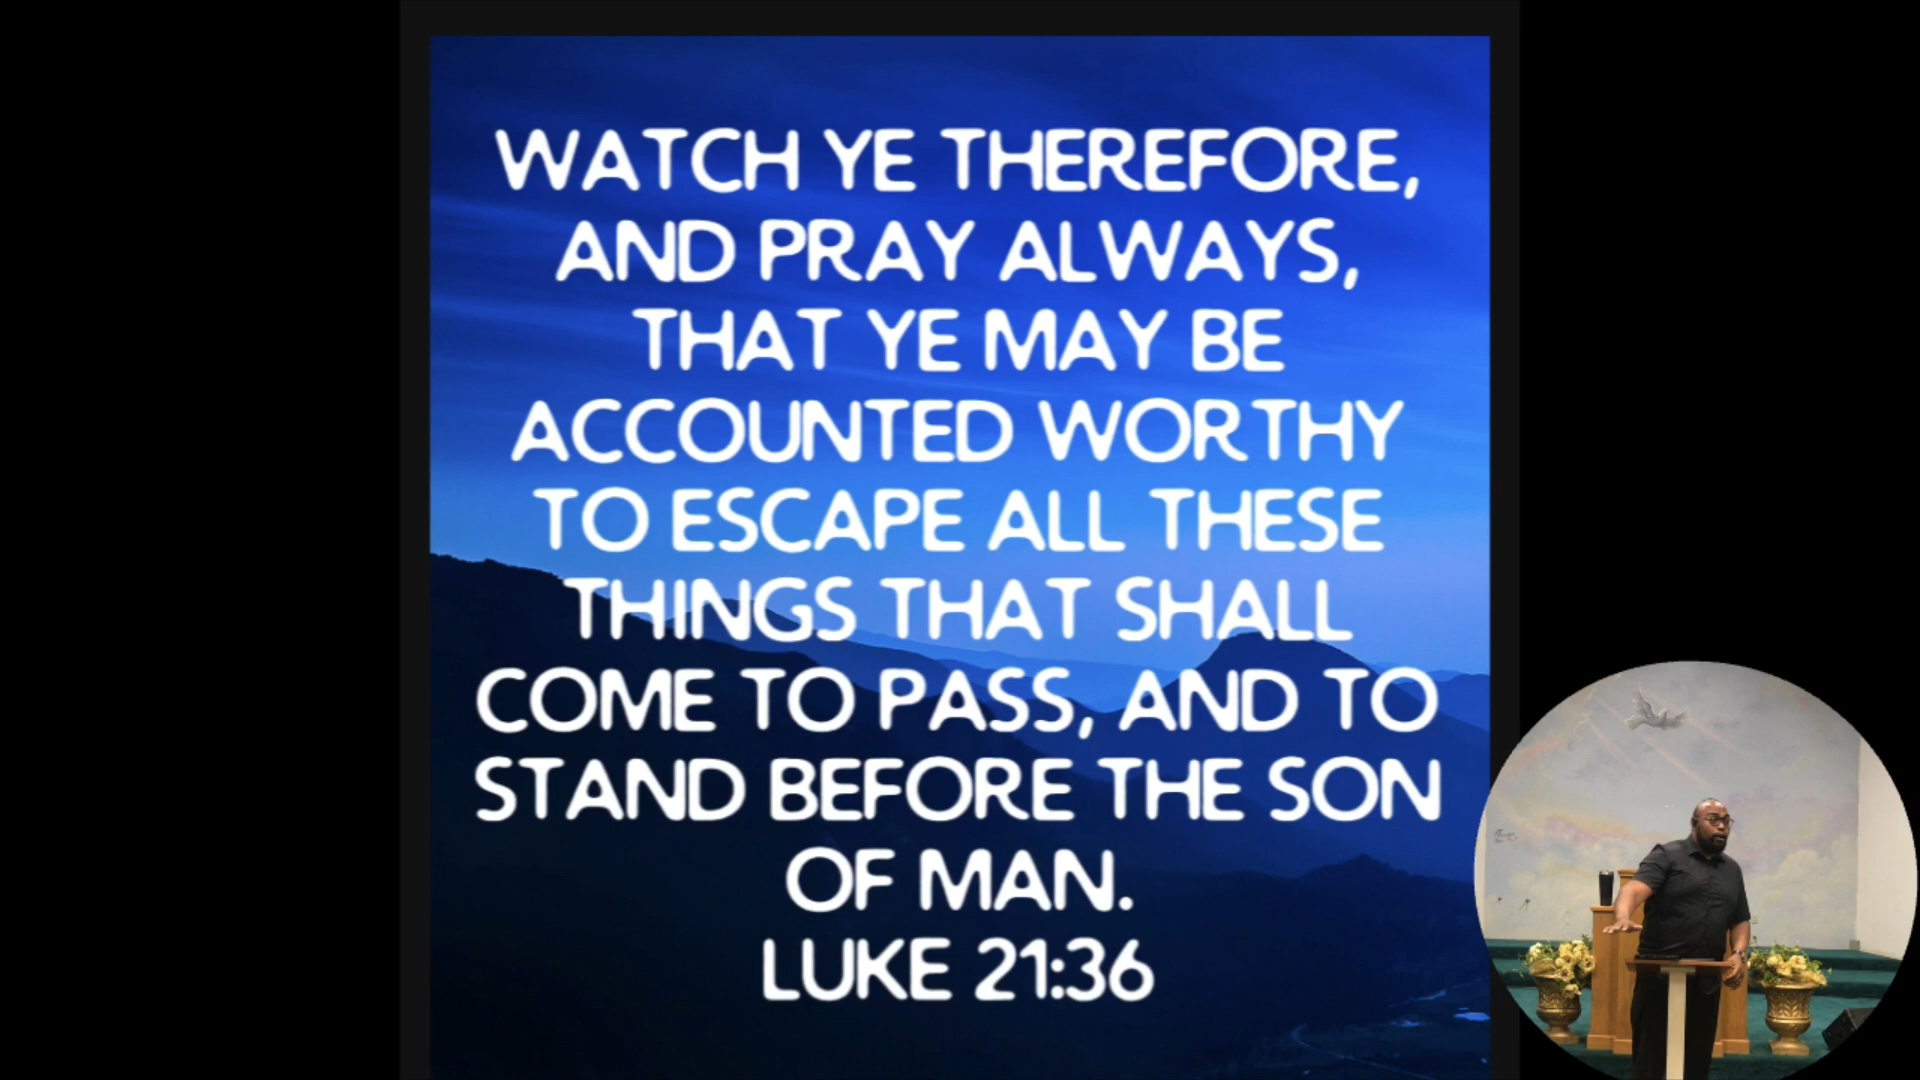 WATCH YE THEREFORE,
AND PRAY ALWAYS,
THAT YE MAY BE
ACCOUNTED WORTHY
TO ESCAPE ALL THESE
THINGS THAT SHALL
COME TO PASS, AND TO
STAND BEFORE THE SON
OF MAN.
LUKE 21:36